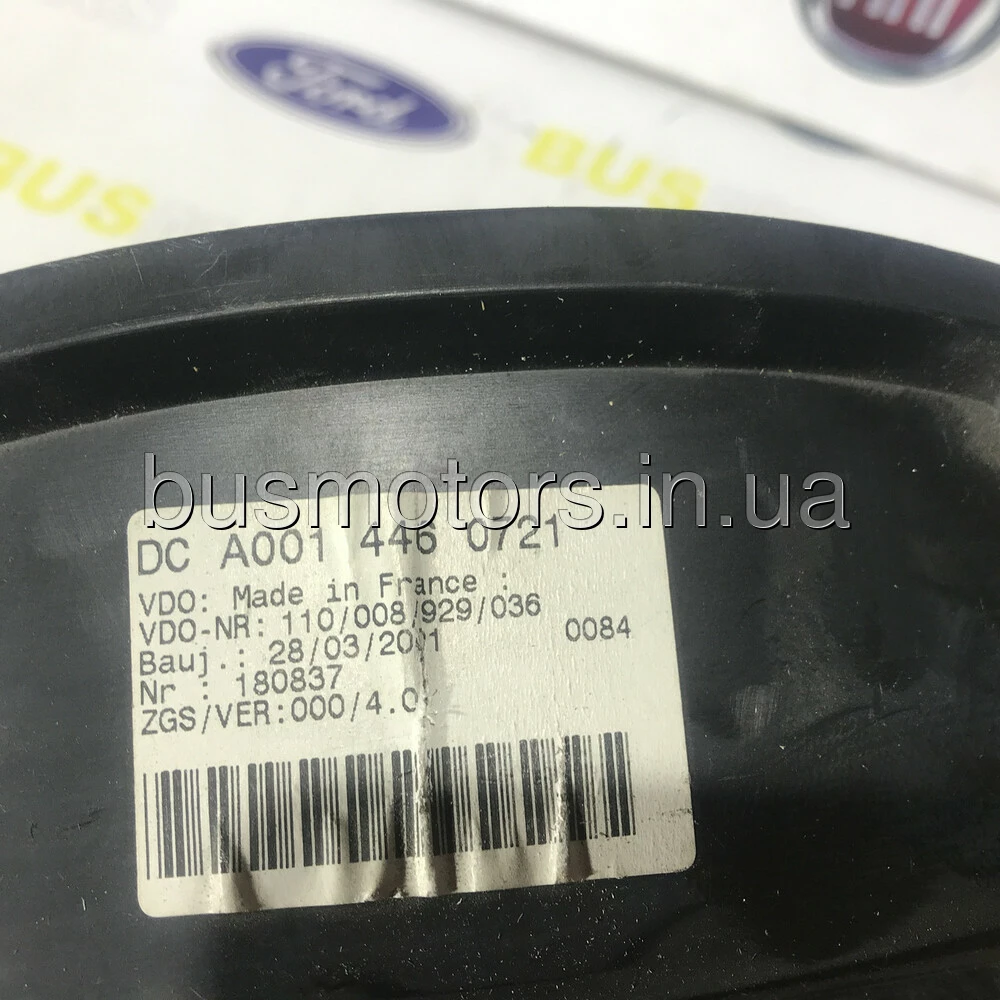 Ford
BUS
BUS
busmotors.in.ua
DC A001 446 0721
VDO: Made in France :
VDO-NR: 110/008/929/036
Bauj.: 28/03/2001
0084
Nr : 180837
ZGS/VER:000/4.0